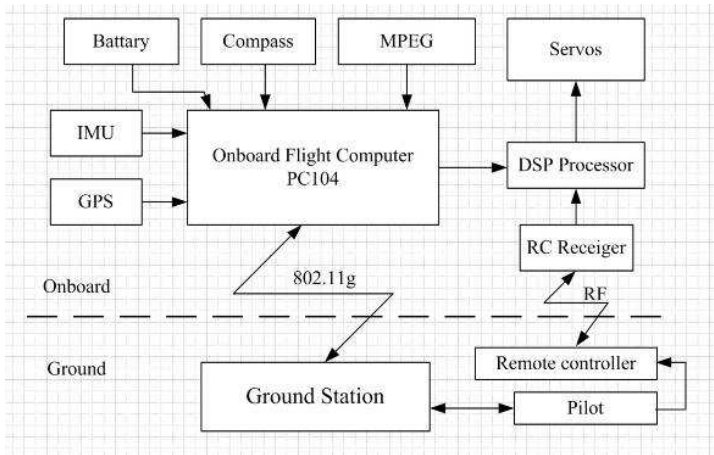 Battary
Compass
MPEG
Servos
IMU
Onboard Flight Computer
PC104
DSP Processor
GPS
RC Receiger
802.11g
RF
Onboard
Ground
Remote controller
Ground Station
Pilot